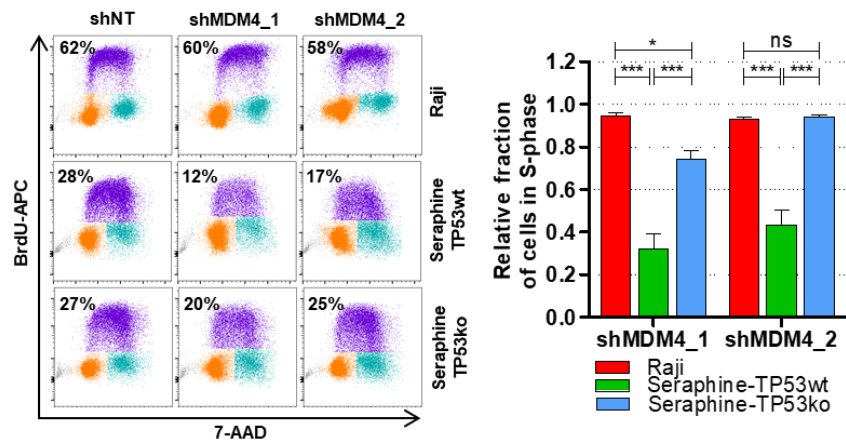 shNT shMDM4_1 shMDM4_2
62% 60% 58%
Raji
28% 12% 17%
Seraphine
TP53wt
27% 20% 25%
Seraphine
TP53ko
BrdU-APC
7-AAD
* ns
*** *** *** ***
1.2
1.0
0.8
0.6
0.4
0.2
0.0
Relative fraction
of cells in S-phase
shMDM4_1 shMDM4_2
Raji
Seraphine-TP53wt
Seraphine-TP53ko